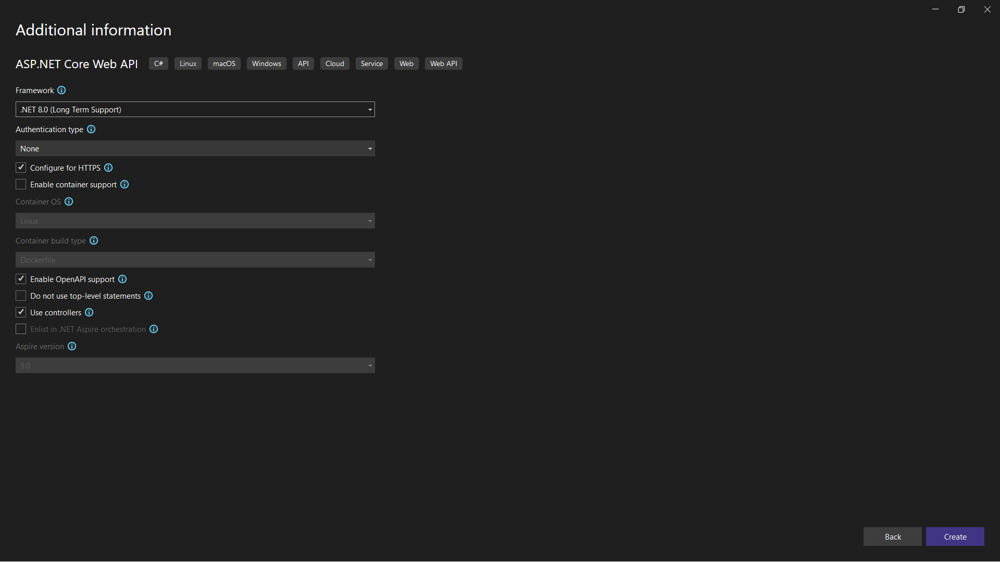 Additional information
ASP.NET Core Web API C# Linux macOS Windows API Cloud Service Web Web API
Framework
.NET 8.0 (Long Term Support)
Authentication type
None
Configure for HTTPS
Enable container support
Container OS
Linux
Container build type
Dockerfile
Enable OpenAPI support
Do not use top-level statements
Use controllers
Enlist in .NET Aspire orchestration
Aspire version
9.0
Back Create